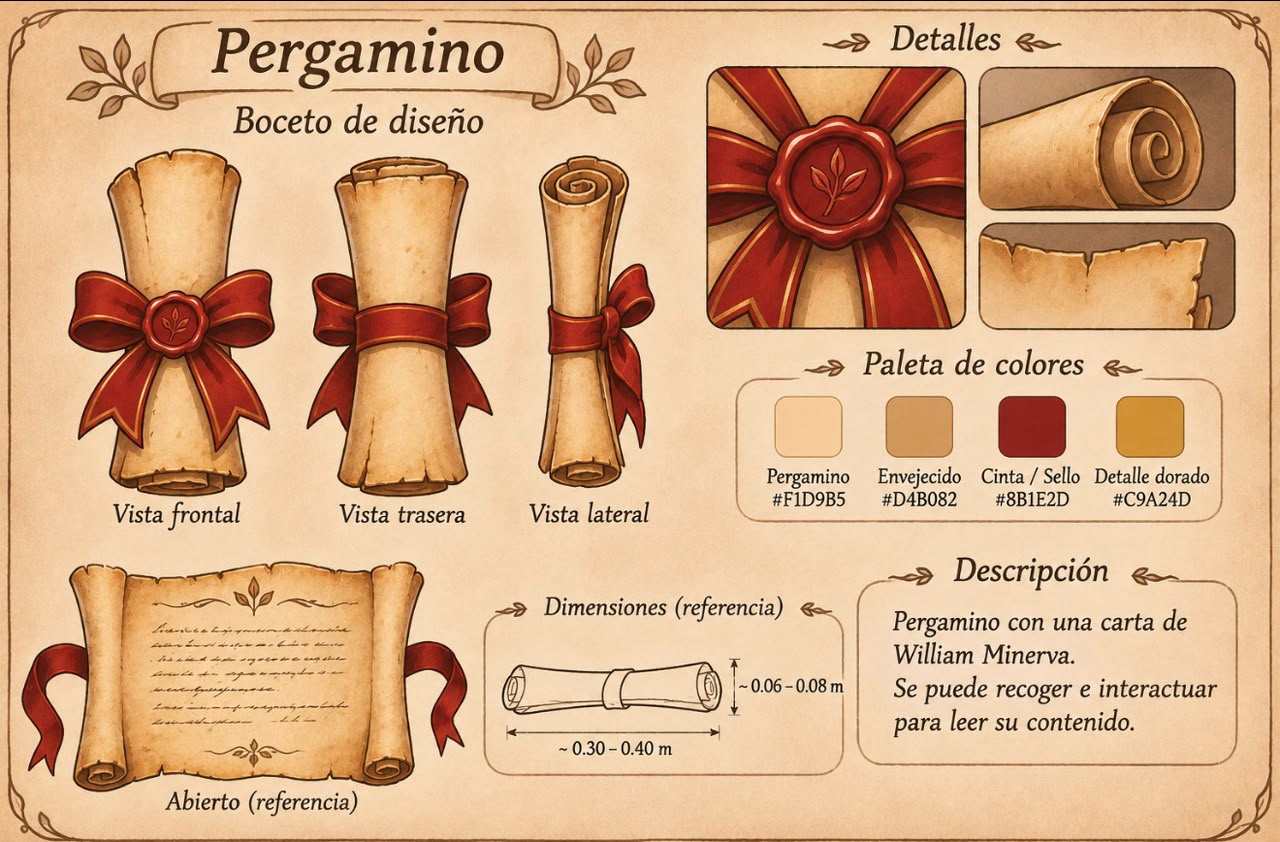 Pergamino
Boceto de diseño
Vista frontal
Vista trasera
Vista lateral
Detalles
Paleta de colores
Pergamino
#F1D9B5
Envejecido
#D4B082
Cinta / Sello
#8B1E2D
Detalle dorado
#C9A24D
Abierto (referencia)
Dimensiones (referencia)
~ 0.06 – 0.08 m
~ 0.30 – 0.40 m
Descripción
Pergamino con una carta de
William Minerva.
Se puede recoger e interactuar
para leer su contenido.